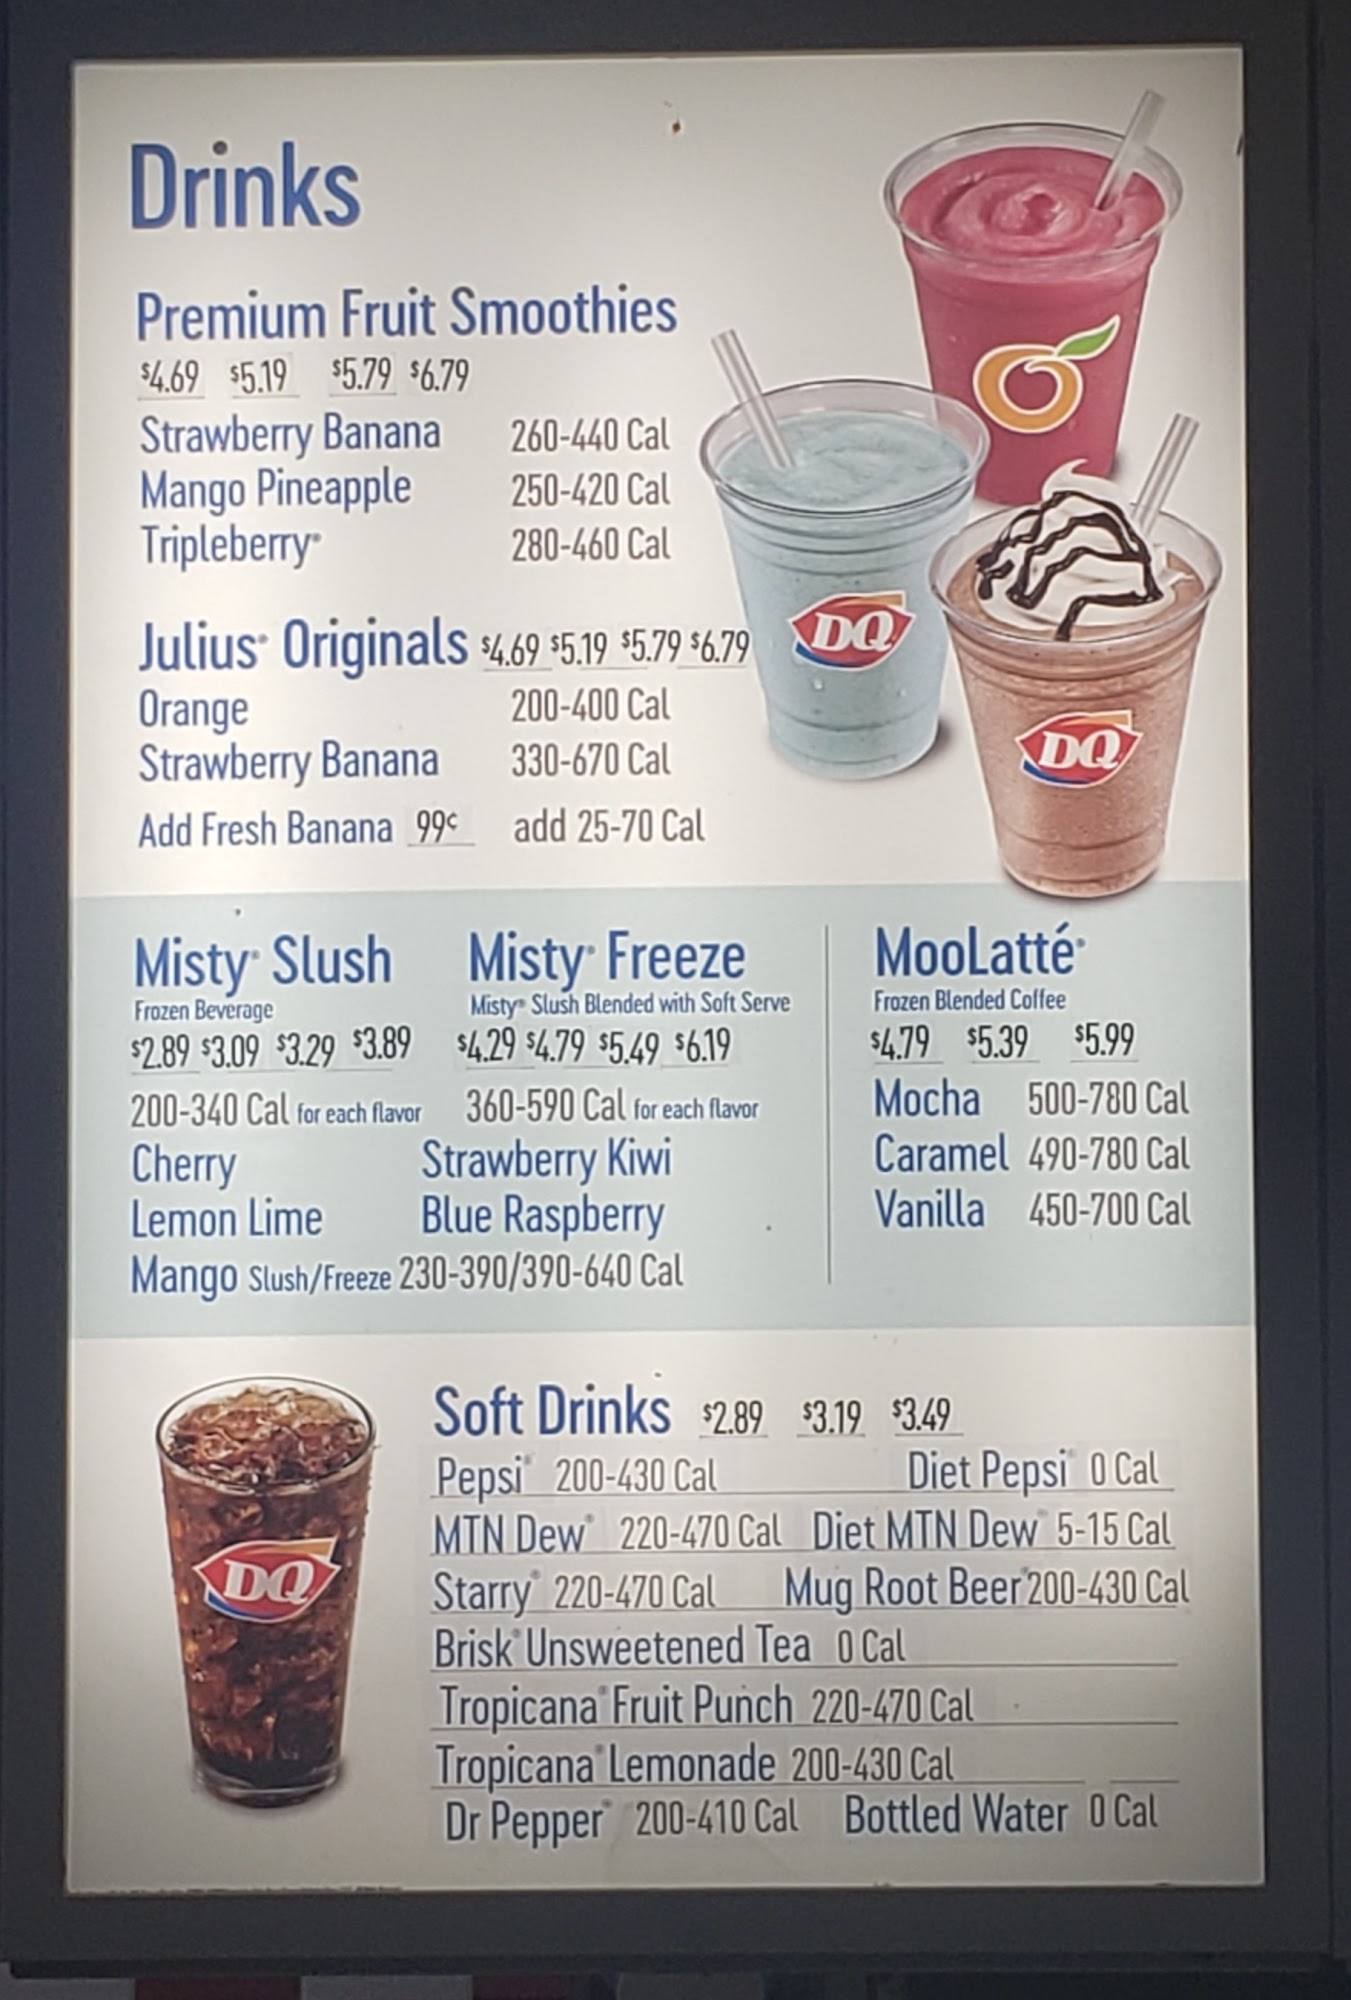 Drinks
Premium Fruit Smoothies
$4.69 $5.19 $5.79 $6.79
Strawberry Banana 260-440 Cal
Mango Pineapple 250-420 Cal
Tripleberry® 280-460 Cal
Julius® Originals $4.69 $5.19 $5.79 $6.79
Orange 200-400 Cal
Strawberry Banana 330-670 Cal
Add Fresh Banana 99¢ add 25-70 Cal
DQ
DQ
Misty® Slush
Frozen Beverage
$2.89 $3.09 $3.29 $3.89
200-340 Cal for each flavor
Misty® Freeze
Misty® Slush Blended with Soft Serve
$4.29 $4.79 $5.49 $6.19
360-590 Cal for each flavor
Cherry Strawberry Kiwi
Lemon Lime Blue Raspberry
Mango Slush/Freeze 230-390/390-640 Cal
MooLatté®
Frozen Blended Coffee
$4.79 $5.39 $5.99
Mocha 500-780 Cal
Caramel 490-780 Cal
Vanilla 450-700 Cal
DQ
Soft Drinks $2.89 $3.19 $3.49
Pepsi® 200-430 Cal Diet Pepsi® 0 Cal
MTN Dew® 220-470 Cal Diet MTN Dew® 5-15 Cal
Starry® 220-470 Cal Mug Root Beer® 200-430 Cal
Brisk® Unsweetened Tea 0 Cal
Tropicana® Fruit Punch 220-470 Cal
Tropicana® Lemonade 200-430 Cal
Dr Pepper® 200-410 Cal Bottled Water 0 Cal